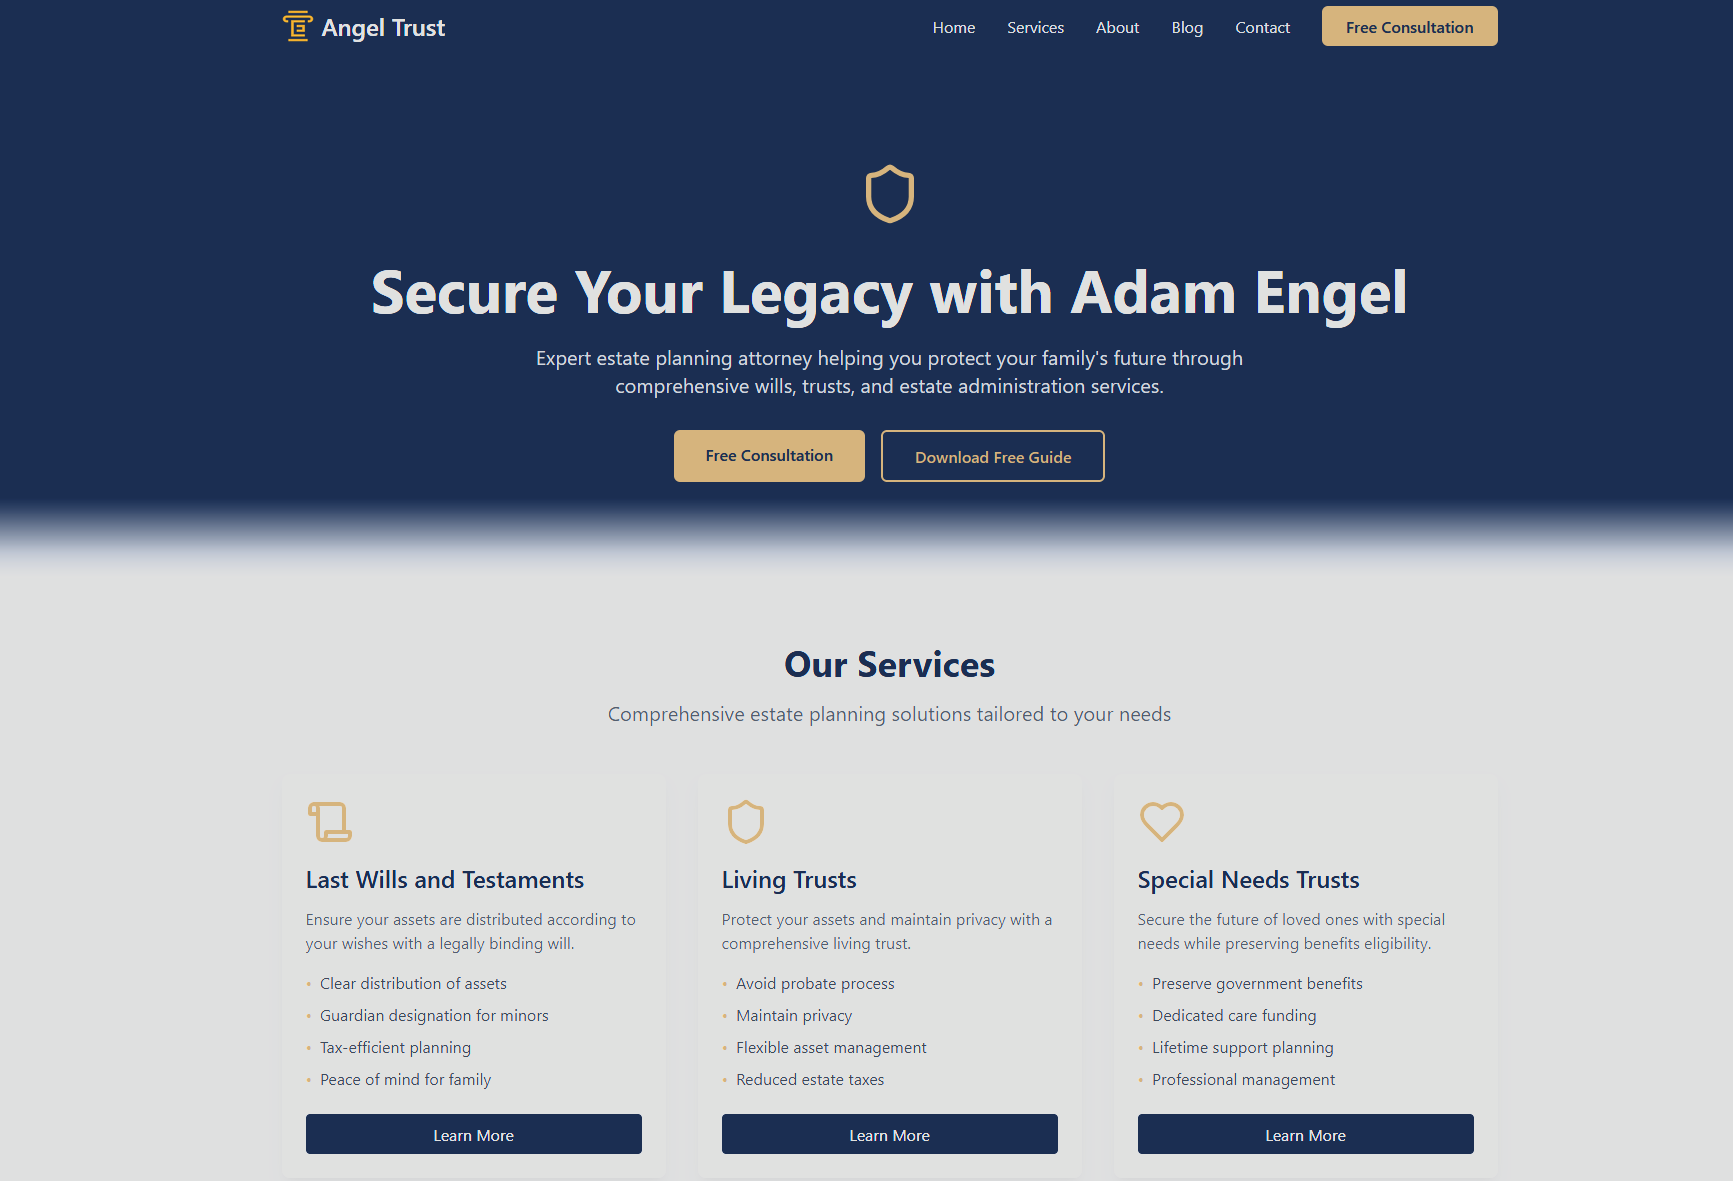 Angel Trust
Home
Services
About
Blog
Contact
Free Consultation
Secure Your Legacy with Adam Engel
Expert estate planning attorney helping you protect your family's future through
comprehensive wills, trusts, and estate administration services.
Free Consultation
Download Free Guide
Our Services
Comprehensive estate planning solutions tailored to your needs
Last Wills and Testaments
Ensure your assets are distributed according to
your wishes with a legally binding will.
• Clear distribution of assets
• Guardian designation for minors
• Tax-efficient planning
• Peace of mind for family
Learn More
Living Trusts
Protect your assets and maintain privacy with a
comprehensive living trust.
• Avoid probate process
• Maintain privacy
• Flexible asset management
• Reduced estate taxes
Learn More
Special Needs Trusts
Secure the future of loved ones with special
needs while preserving benefits eligibility.
• Preserve government benefits
• Dedicated care funding
• Lifetime support planning
• Professional management
Learn More